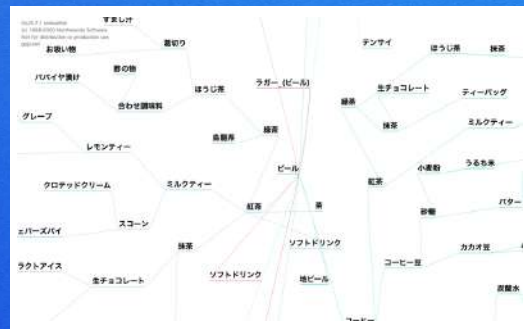 すまし汁
お吸い物
薯切り
テンサイ
ほうじ茶
抹茶
酢の物
パパイヤ漬け
ほうじ茶
ラガー_(ビール)
緑茶
生チョコレート
ティーバッグ
合わせ調味料
グレープ
烏龍茶
緑茶
抹茶
ミルクティー
レモンティー
ビール
小麦粉
うるち米
クロテッドクリーム
ミルクティー
紅茶
紅茶
茶
砂糖
バター
スコーン
抹茶
ソフトドリンク
カカオ豆
ラクトアイス
生チョコレート
ソフトドリンク
地ビール
コーヒー豆
炭酸水
コーヒー